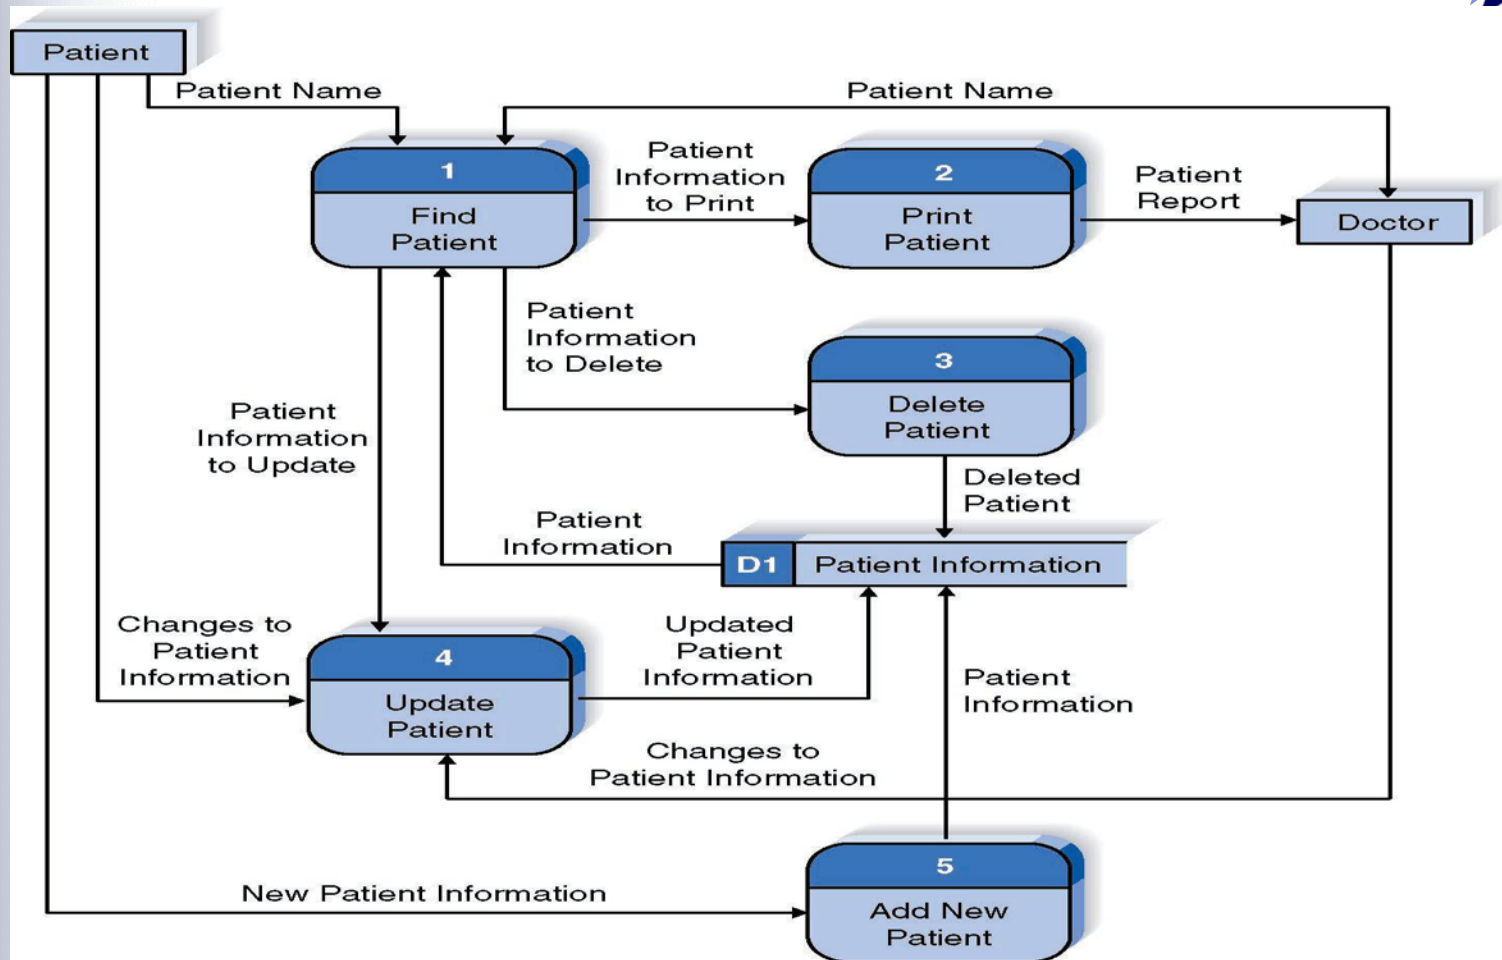 Patient
Patient Name
Patient Name
1
Find
Patient
Patient
Information
to Print
2
Print
Patient
Patient
Report
Doctor
Patient
Information
to Delete
3
Delete
Patient
Patient
Information
to Update
Deleted
Patient
Patient
Information
D1
Patient Information
Changes to
Patient
Information
4
Update
Patient
Updated
Patient
Information
Patient
Information
Changes to
Patient Information
New Patient Information
5
Add New
Patient